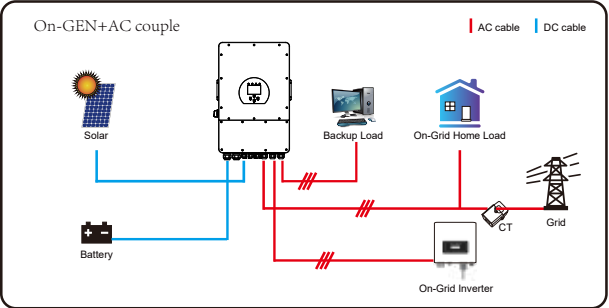 On-GEN+AC couple
AC cable
DC cable
Solar
Backup Load
On-Grid Home Load
CT
Grid
Battery
On-Grid Inverter